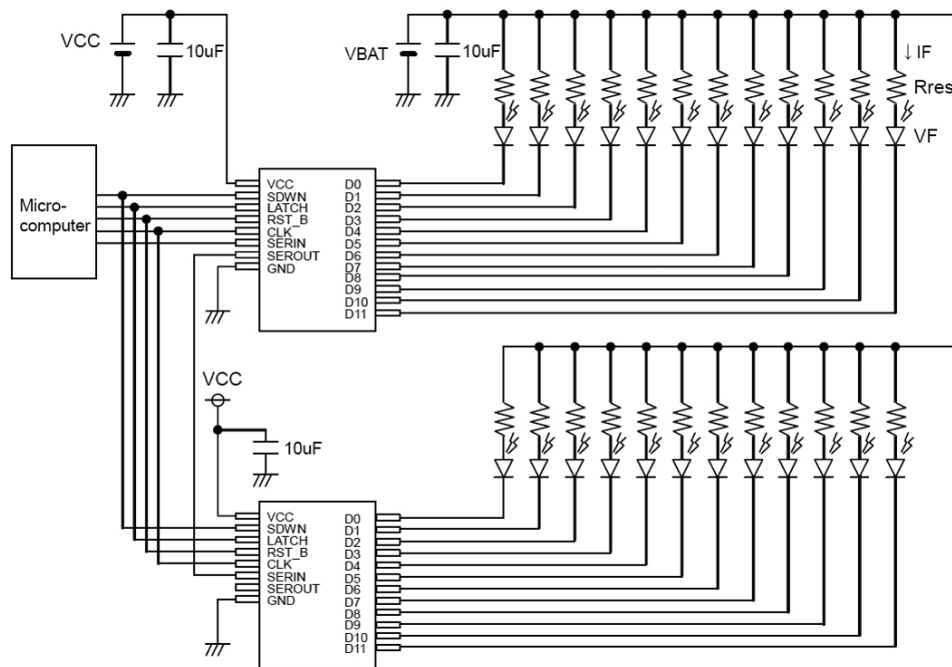 VCC
10uF
VBAT
10uF
↓ IF
Rres
VF
Micro-
computer
VCC
SDWN
LATCH
RST_B
CLK
SERIN
SEROUT
GND
D0
D1
D2
D3
D4
D5
D6
D7
D8
D9
D10
D11
VCC
10uF
VCC
SDWN
LATCH
RST_B
CLK
SERIN
SEROUT
GND
D0
D1
D2
D3
D4
D5
D6
D7
D8
D9
D10
D11